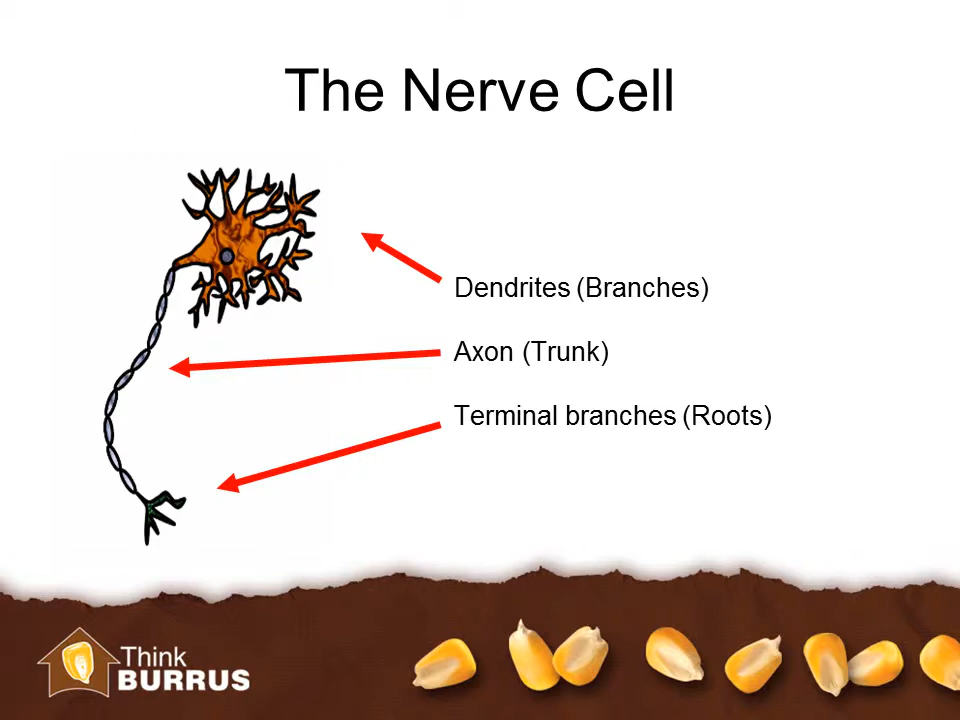 The Nerve Cell
Dendrites (Branches)
Axon (Trunk)
Terminal branches (Roots)
Think
BURRUS